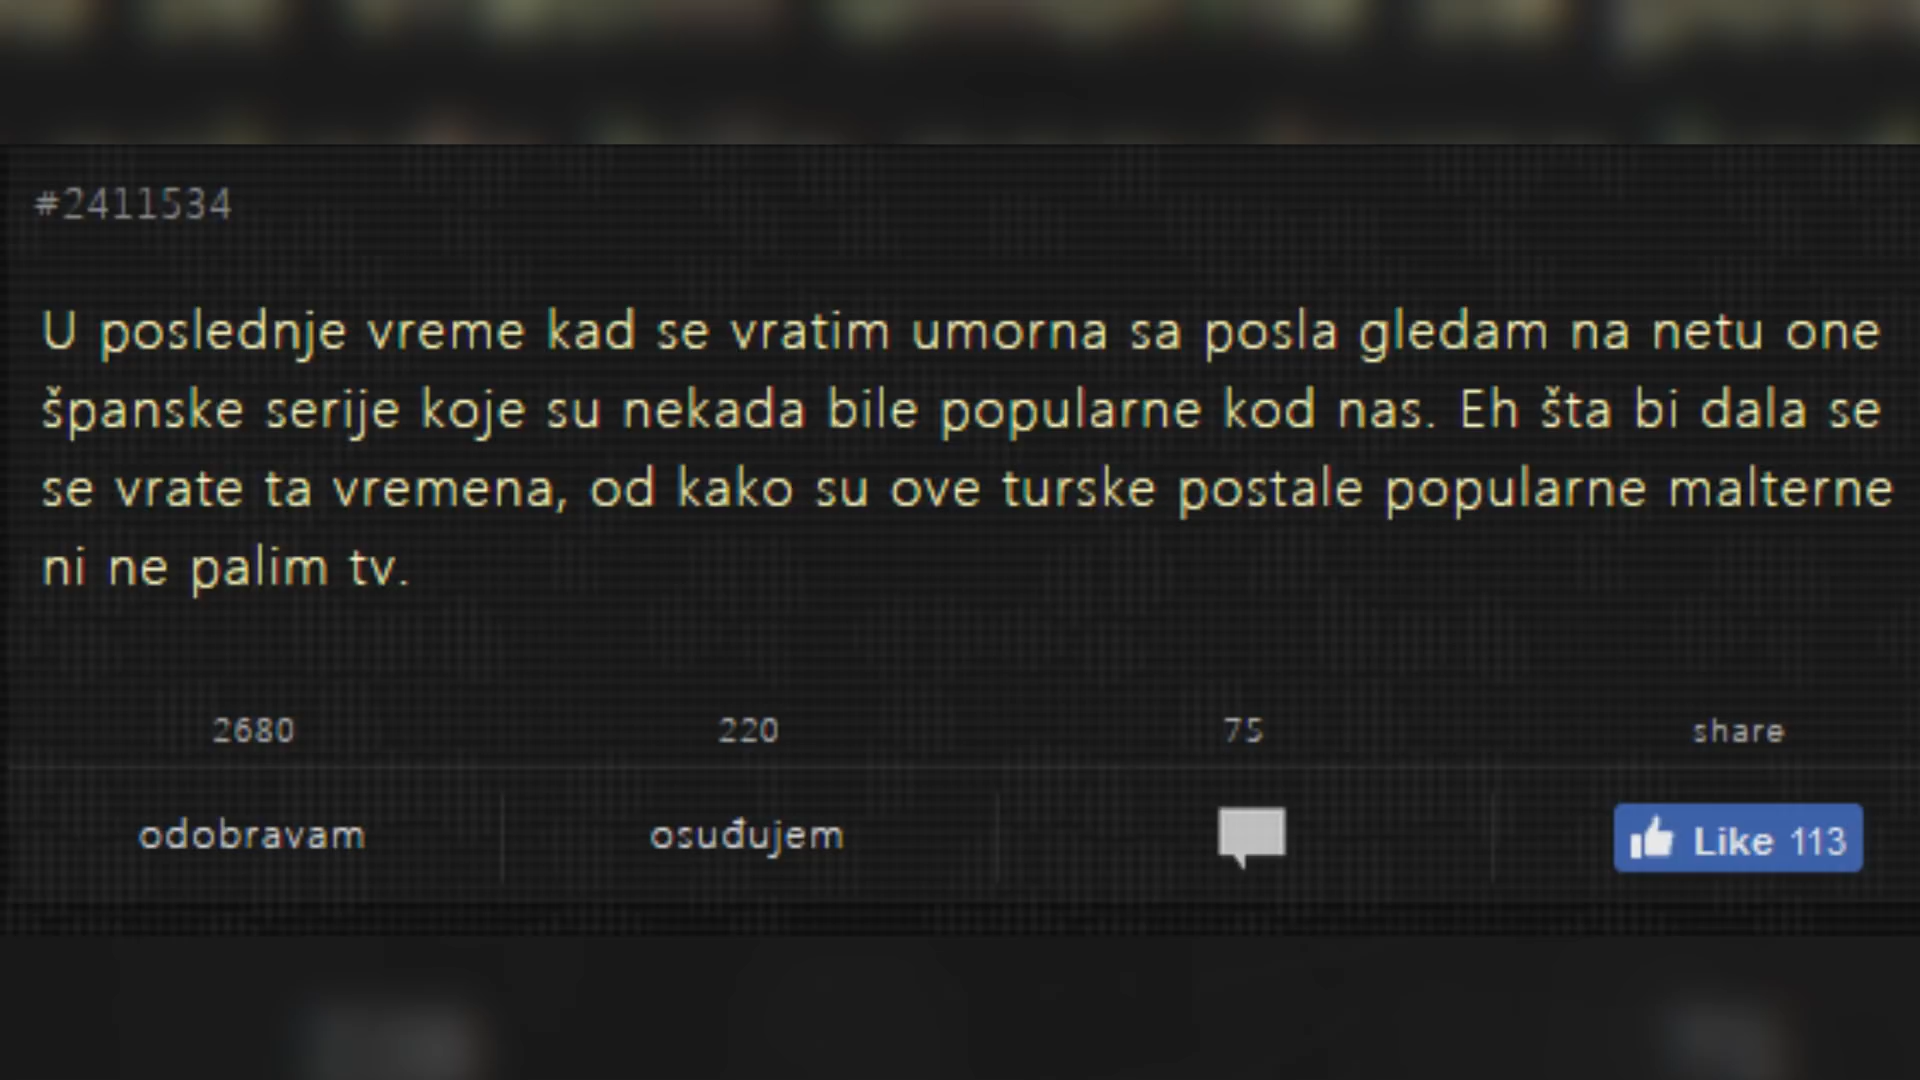 #2411534
U poslednje vreme kad se vratim umorna sa posla gledam na netu one
španske serije koje su nekada bile popularne kod nas. Eh šta bi dala se
se vrate ta vremena, od kako su ove turske postale popularne malterne
ni ne palim tv.
2680 220 75 share
odobravam osuđujem Like 113